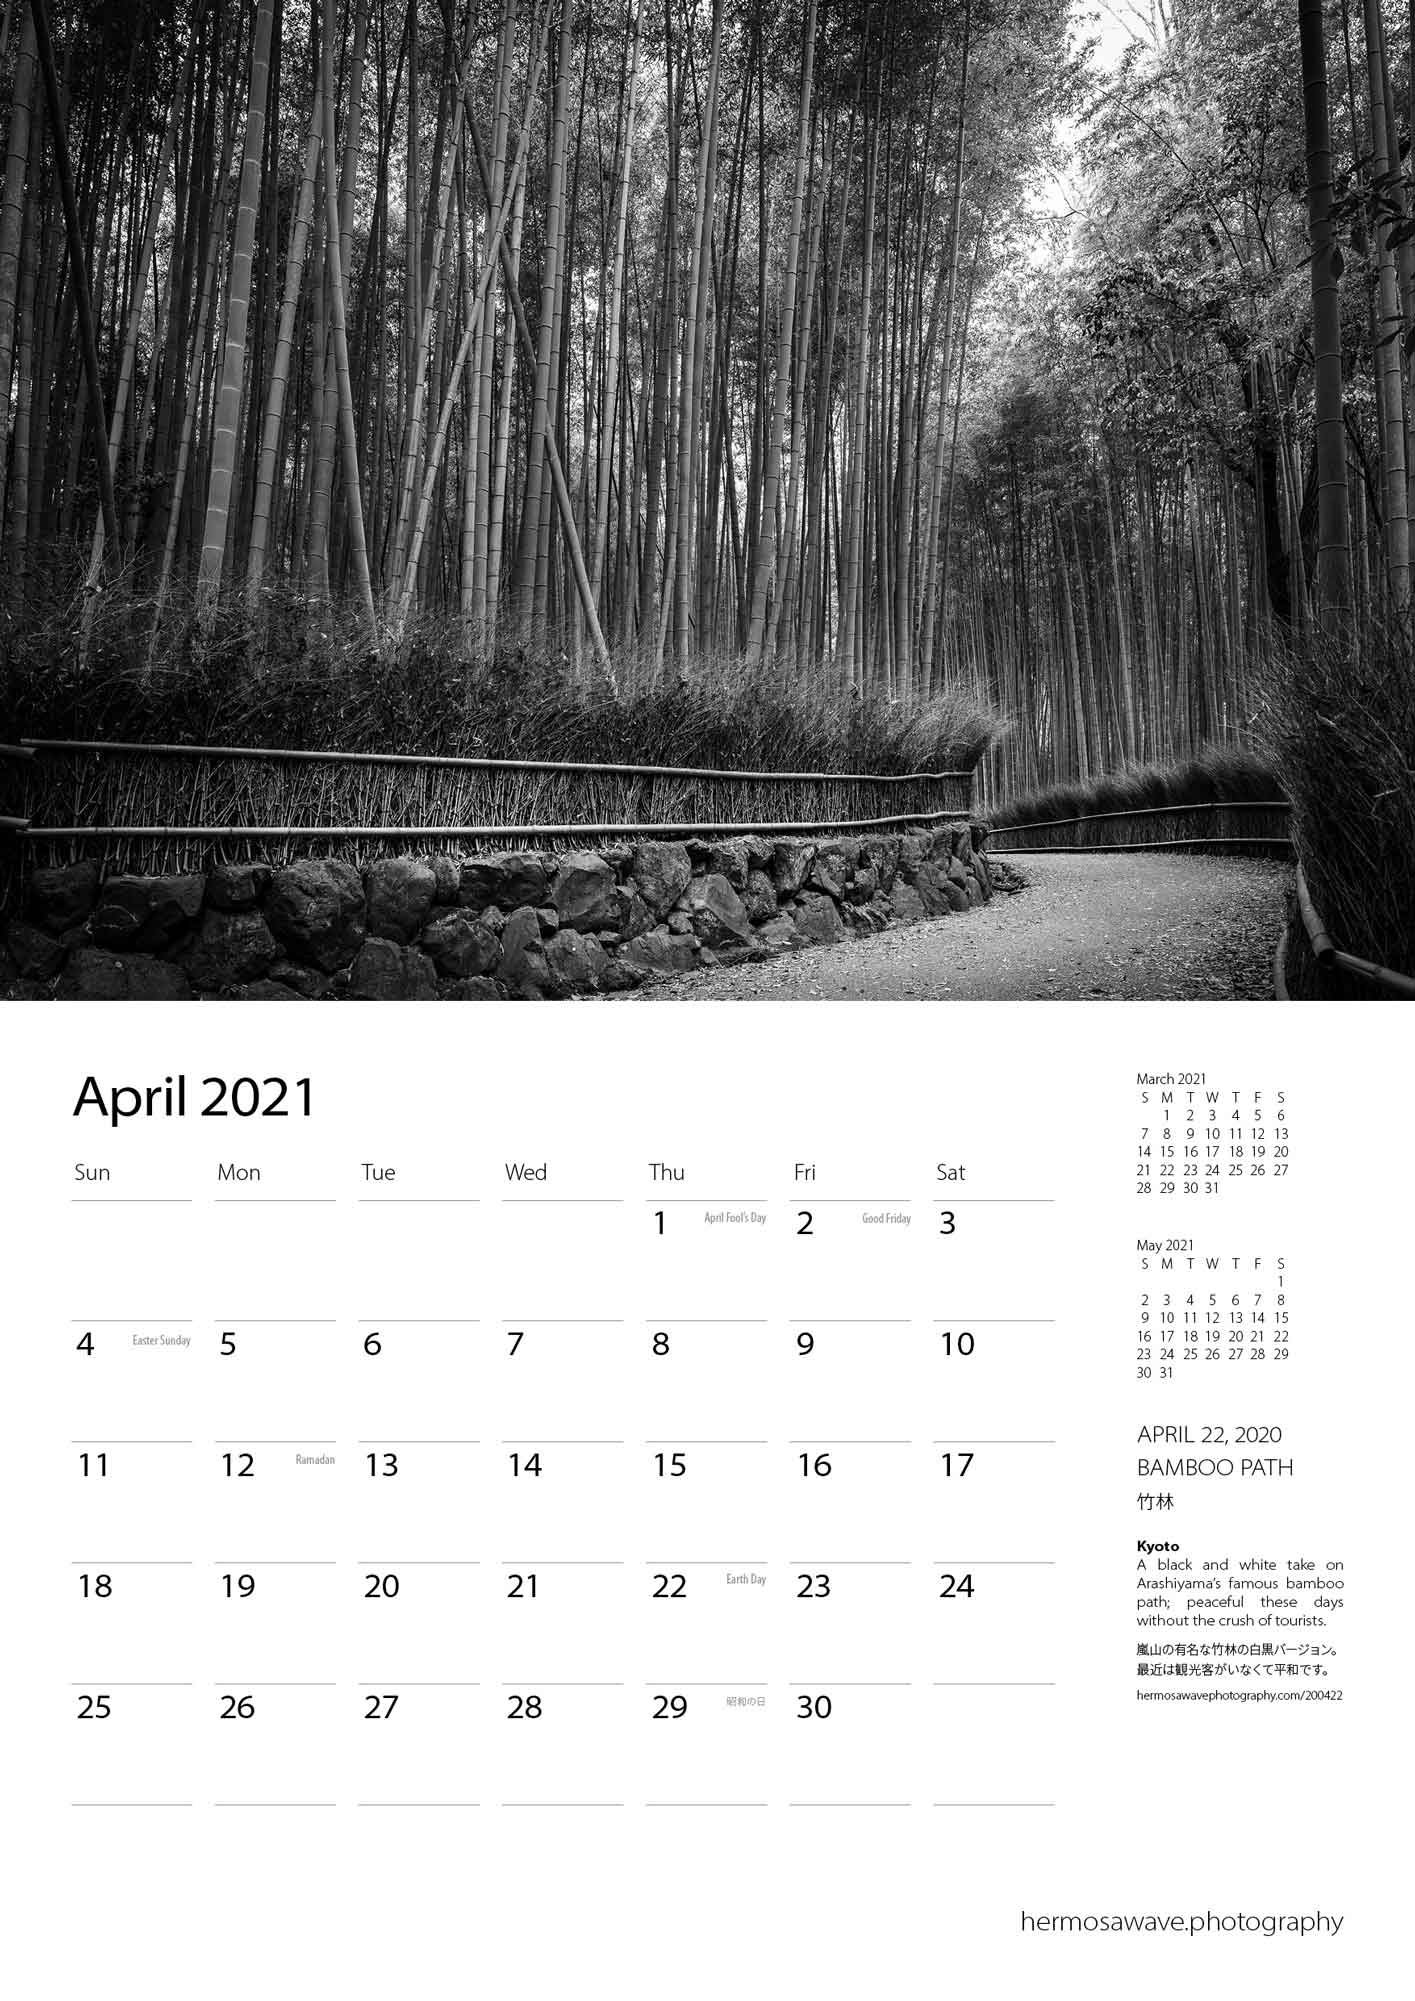 April 2021
Sun Mon Tue Wed Thu Fri Sat
1 April Fool's Day 2 Good Friday 3
4 Easter Sunday 5 6 7 8 9 10
11 12 Ramadan 13 14 15 16 17
18 19 20 21 22 Earth Day 23 24
25 26 27 28 29 昭和の日 30
March 2021
S M T W T F S
1 2 3 4 5 6
7 8 9 10 11 12 13
14 15 16 17 18 19 20
21 22 23 24 25 26 27
28 29 30 31
May 2021
S M T W T F S
1
2 3 4 5 6 7 8
9 10 11 12 13 14 15
16 17 18 19 20 21 22
23 24 25 26 27 28 29
30 31
APRIL 22, 2020
BAMBOO PATH
竹林
Kyoto
A black and white take on
Arashiyama's famous bamboo
path; peaceful these days
without the crush of tourists.
嵐山の有名な竹林の白黒バージョン。
最近は観光客がいなくて平和です。
hermosawavephotography.com/200422
hermosawave.photography